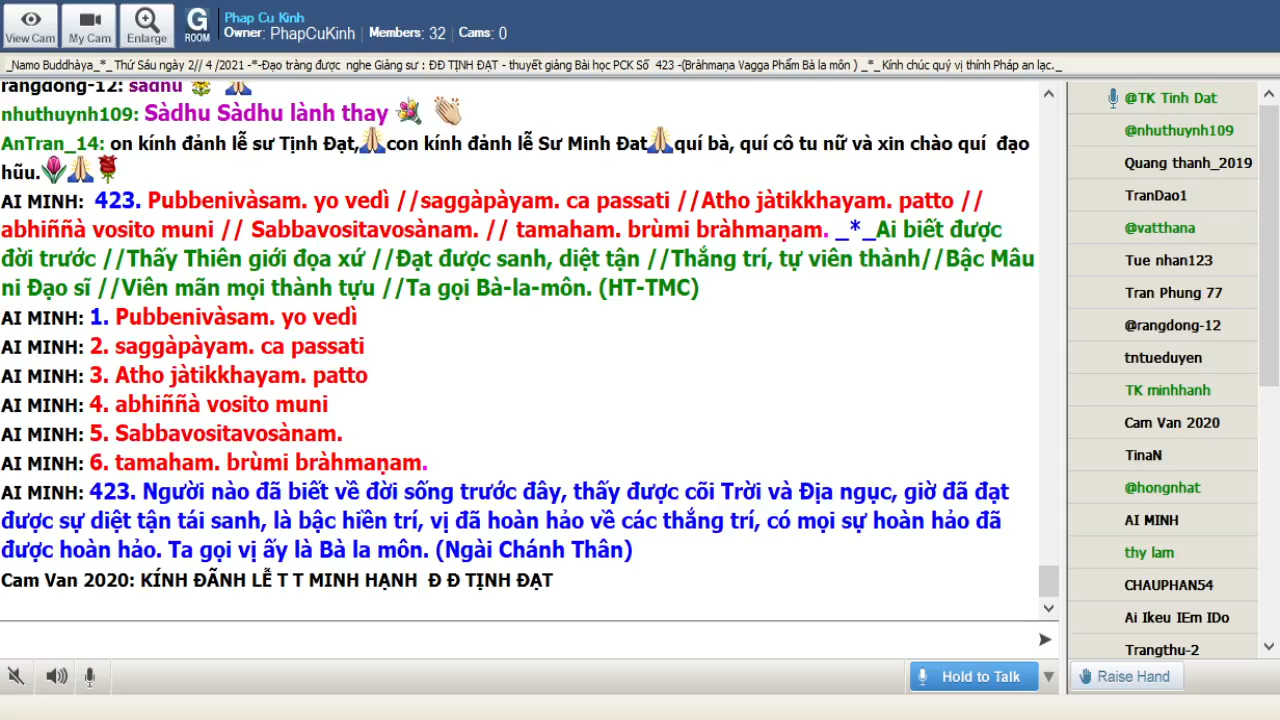 View Cam
My Cam
Enlarge
G
ROOM
Phap Cu Kinh
Owner: PhapCuKinh | Members: 32 | Cams: 0
_Namo Buddhàya_*_ Thứ Sáu ngày 2// 4 /2021 -*-Đạo tràng được nghe Giảng sư : ĐĐ TỊNH ĐẠT - thuyết giảng Bài học PCK Số 423 -(Bràhmaṇa Vagga Phẩm Bà la môn ) _*_ Kính chúc quý vị thính Pháp an lạc._
rangdong-12: sadhu
nhuthuynh109: Sàdhu Sàdhu lành thay
AnTran_14: on kính đảnh lễ sư Tịnh Đạt, con kính đảnh lễ Sư Minh Đat quí bà, quí cô tu nữ và xin chào quí đạo
hũu.
AI MINH: 423. Pubbenivàsam. yo vedì //saggàpàyam. ca passati //Atho jàtikkhayam. patto //
abhiññà vosito muni // Sabbavositavosànam. // tamaham. brùmi bràhmaṇam. _*_Ai biết được
đời trước //Thấy Thiên giới đọa xứ //Đạt được sanh, diệt tận //Thắng trí, tự viên thành//Bậc Mâu
ni Đạo sĩ //Viên mãn mọi thành tựu //Ta gọi Bà-la-môn. (HT-TMC)
AI MINH: 1. Pubbenivàsam. yo vedì
AI MINH: 2. saggàpàyam. ca passati
AI MINH: 3. Atho jàtikkhayam. patto
AI MINH: 4. abhiññà vosito muni
AI MINH: 5. Sabbavositavosànam.
AI MINH: 6. tamaham. brùmi bràhmaṇam.
AI MINH: 423. Người nào đã biết về đời sống trước đây, thấy được cõi Trời và Địa ngục, giờ đã đạt
được sự diệt tận tái sanh, là bậc hiền trí, vị đã hoàn hảo về các thắng trí, có mọi sự hoàn hảo đã
được hoàn hảo. Ta gọi vị ấy là Bà la môn. (Ngài Chánh Thân)
Cam Van 2020: KÍNH ĐÃNH LỄ T T MINH HẠNH Đ Đ TỊNH ĐẠT
@TK Tinh Dat
@nhuthuynh109
Quang thanh_2019
TranDao1
@vatthana
Tue nhan123
Tran Phung 77
@rangdong-12
tntueduyen
TK minhhanh
Cam Van 2020
TinaN
@hongnhat
AI MINH
thy lam
CHAUPHAN54
Ai Ikeu IEm IDo
Trangthu-2
Hold to Talk
Raise Hand